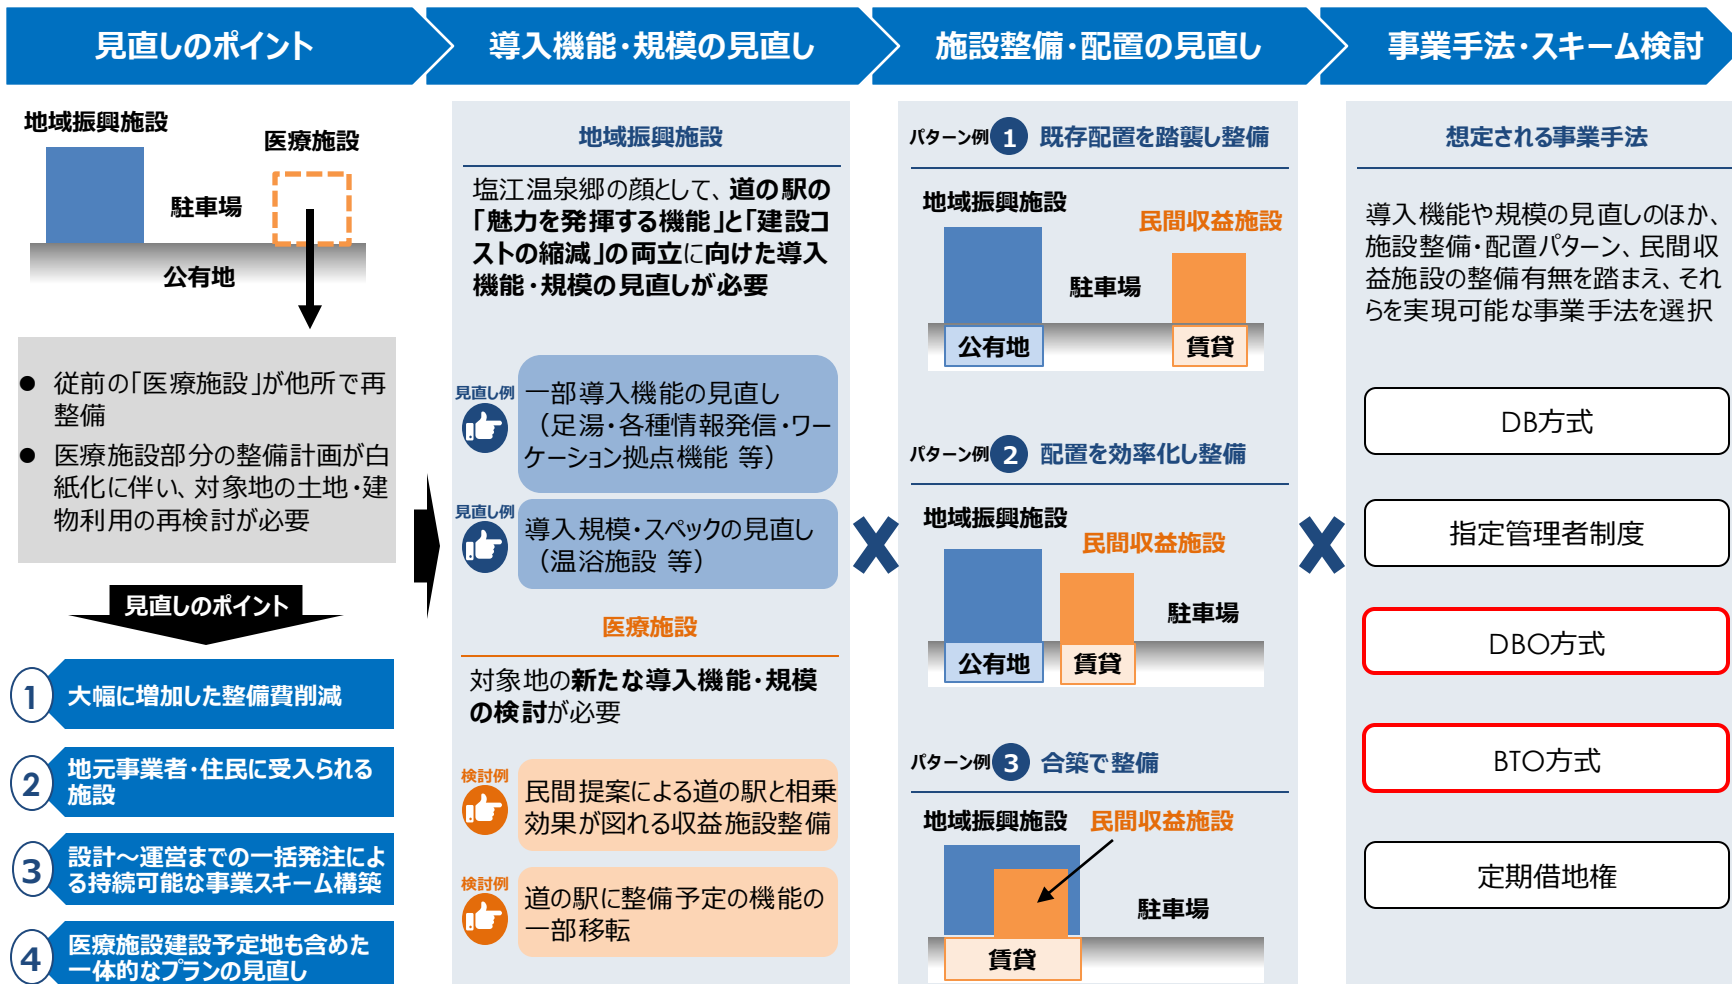 見直しのポイント
導入機能・規模の見直し
施設整備・配置の見直し
事業手法・スキーム検討
地域振興施設
医療施設
駐車場
公有地
● 従前の「医療施設」が他所で再
整備
● 医療施設部分の整備計画が白
紙化に伴い、対象地の土地・建
物利用の再検討が必要
見直しのポイント
1 大幅に増加した整備費削減
2 地元事業者・住民に受入られる
施設
3 設計～運営までの一括発注によ
る持続可能な事業スキーム構築
4 医療施設建設予定地も含めた
一体的なプランの見直し
地域振興施設
塩江温泉郷の顔として、道の駅の
「魅力を発揮する機能」と「建設コ
ストの縮減」の両立に向けた導入
機能・規模の見直しが必要
見直し例
一部導入機能の見直し
（足湯・各種情報発信・ワー
ケーション拠点機能 等）
見直し例
導入規模・スペックの見直し
（温浴施設 等）
医療施設
対象地の新たな導入機能・規模
の検討が必要
検討例
民間提案による道の駅と相乗
効果が図れる収益施設整備
検討例
道の駅に整備予定の機能の
一部移転
パターン例 1 既存配置を踏襲し整備
地域振興施設
民間収益施設
駐車場
公有地
賃貸
パターン例 2 配置を効率化し整備
地域振興施設
民間収益施設
駐車場
公有地
賃貸
パターン例 3 合築で整備
地域振興施設
民間収益施設
駐車場
賃貸
想定される事業手法
導入機能や規模の見直しのほか、
施設整備・配置パターン、民間収
益施設の整備有無を踏まえ、それ
らを実現可能な事業手法を選択
DB方式
指定管理者制度
DBO方式
BTO方式
定期借地権